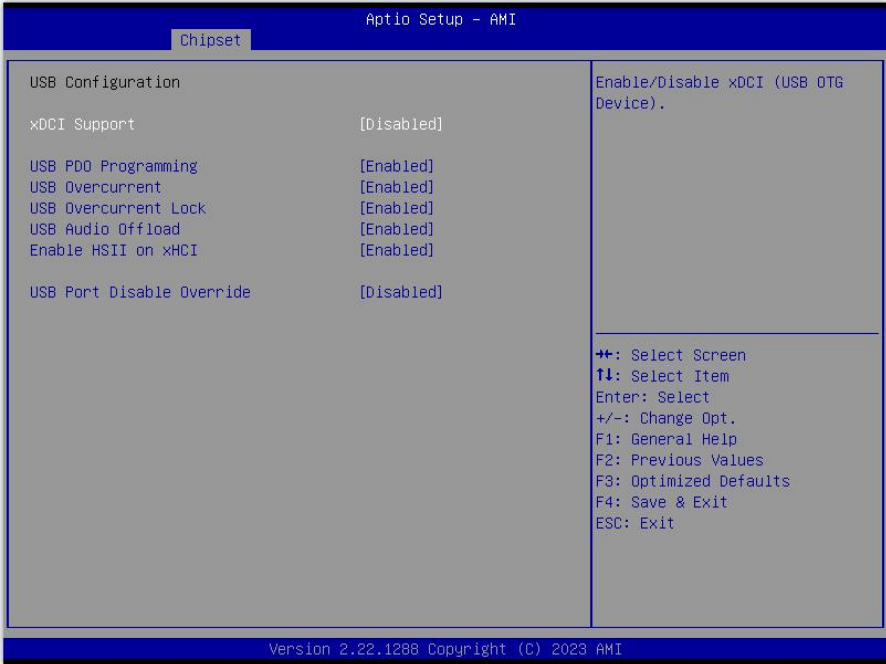 Aptio Setup – AMI
Chipset
USB Configuration
xDCI Support [Disabled]
USB PDO Programming [Enabled]
USB Overcurrent [Enabled]
USB Overcurrent Lock [Enabled]
USB Audio Offload [Enabled]
Enable HSII on xHCI [Enabled]
USB Port Disable Override [Disabled]
Enable/Disable xDCI (USB OTG
Device).
→←: Select Screen
↑↓: Select Item
Enter: Select
+/-: Change Opt.
F1: General Help
F2: Previous Values
F3: Optimized Defaults
F4: Save & Exit
ESC: Exit
Version 2.22.1288 Copyright (C) 2023 AMI